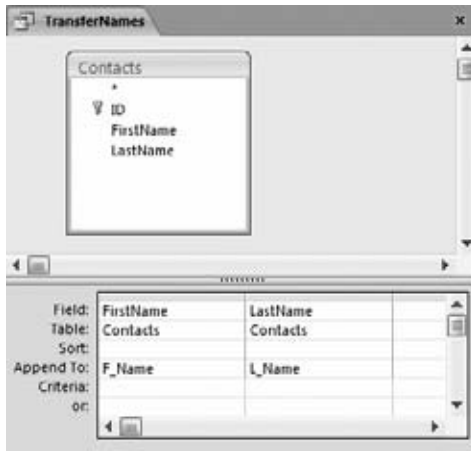 TransferNames
Contacts
*
ID
FirstName
LastName
Field: FirstName LastName
Table: Contacts Contacts
Sort:
Append To: F_Name L_Name
Criteria:
or: